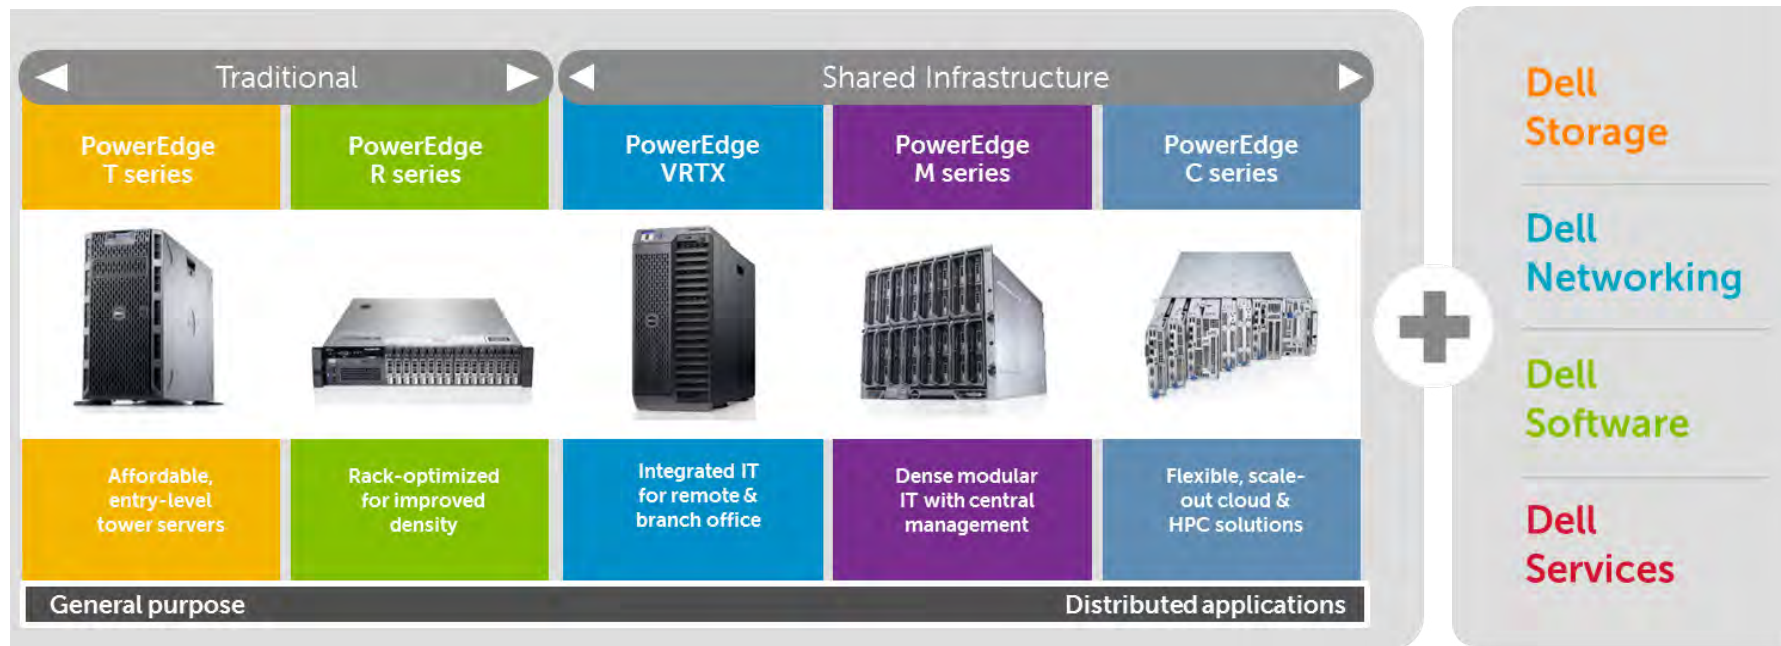 Traditional
Shared Infrastructure
PowerEdge
T series
PowerEdge
R series
PowerEdge
VRTX
PowerEdge
M series
PowerEdge
C series
Affordable,
entry-level
tower servers
Rack-optimized
for improved
density
Integrated IT
for remote &
branch office
Dense modular
IT with central
management
Flexible, scale-
out cloud &
HPC solutions
General purpose
Distributed applications
Dell
Storage
Dell
Networking
Dell
Software
Dell
Services